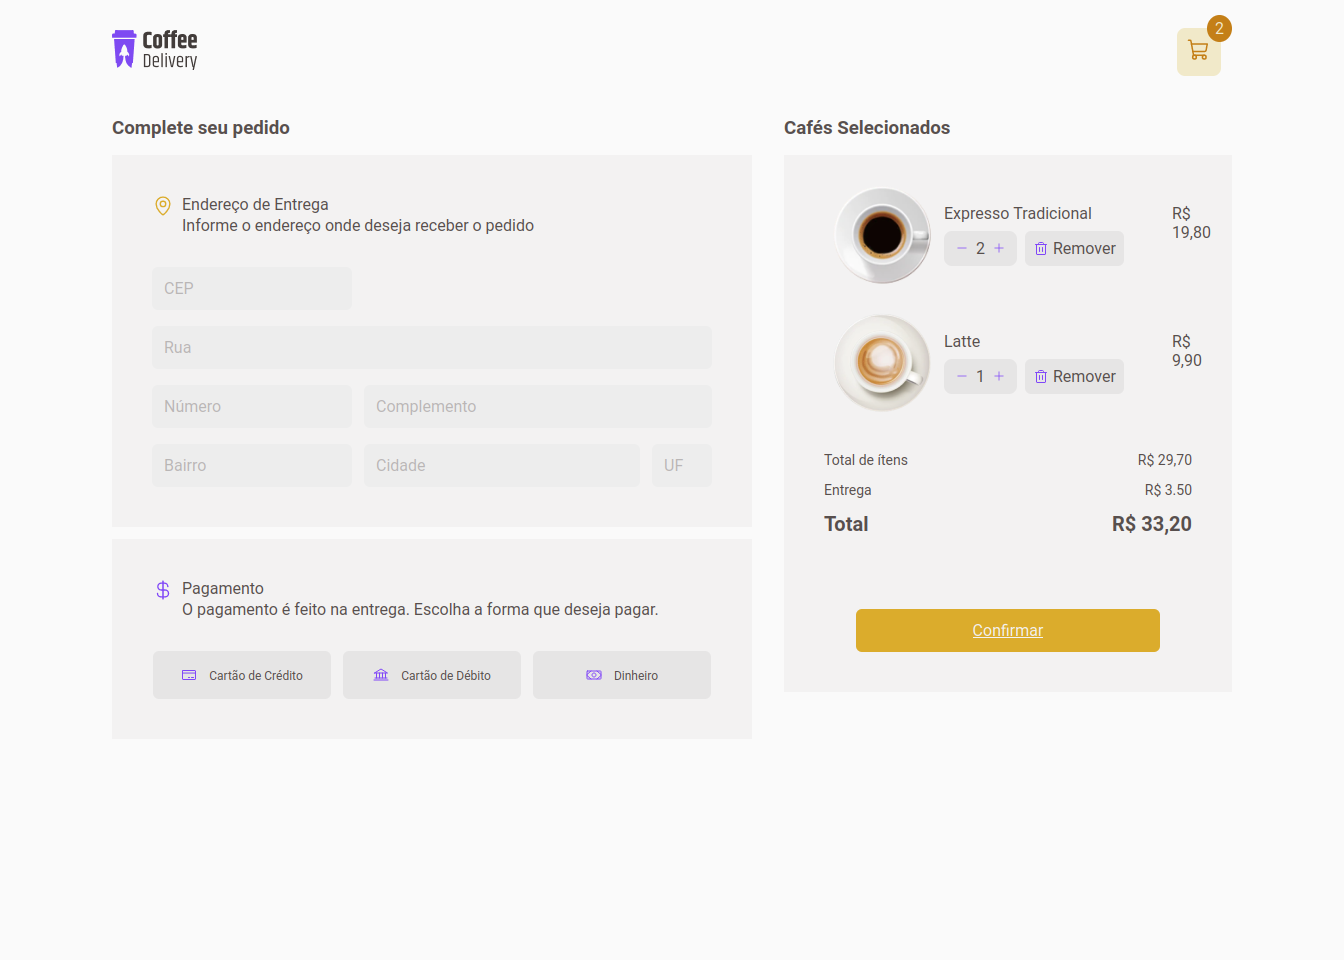 Coffee
Delivery
2
Complete seu pedido
Endereço de Entrega
Informe o endereço onde deseja receber o pedido
CEP
Rua
Número Complemento
Bairro Cidade UF
Pagamento
O pagamento é feito na entrega. Escolha a forma que deseja pagar.
Cartão de Crédito Cartão de Débito Dinheiro
Cafés Selecionados
Expresso Tradicional
R$
19,80
− 2 + Remover
Latte
R$
9,90
− 1 + Remover
Total de ítens R$ 29,70
Entrega R$ 3.50
Total R$ 33,20
Confirmar